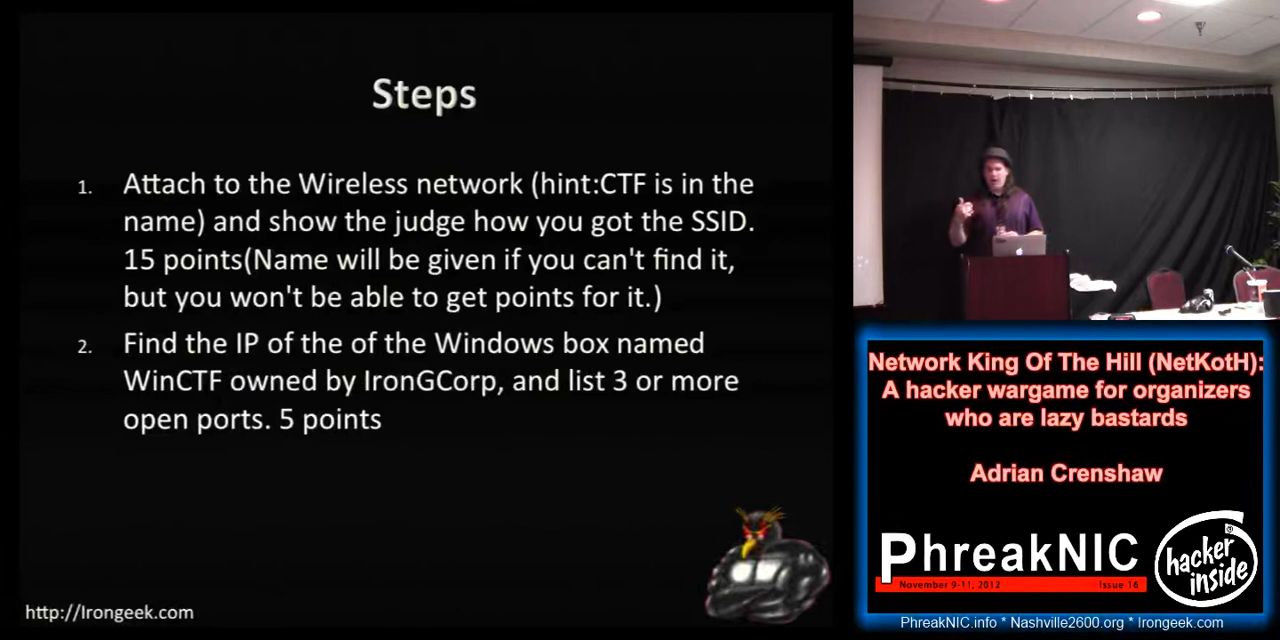 Steps
1. Attach to the Wireless network (hint:CTF is in the
name) and show the judge how you got the SSID.
15 points(Name will be given if you can't find it,
but you won't be able to get points for it.)
2. Find the IP of the of the Windows box named
WinCTF owned by IronGCorp, and list 3 or more
open ports. 5 points
http://Irongeek.com
Network King Of The Hill (NetKotH):
A hacker wargame for organizers
who are lazy bastards
Adrian Crenshaw
PhreakNIC
November 9-11, 2012 Issue 16
hacker
inside
®
PhreakNIC.info * Nashville2600.org * Irongeek.com